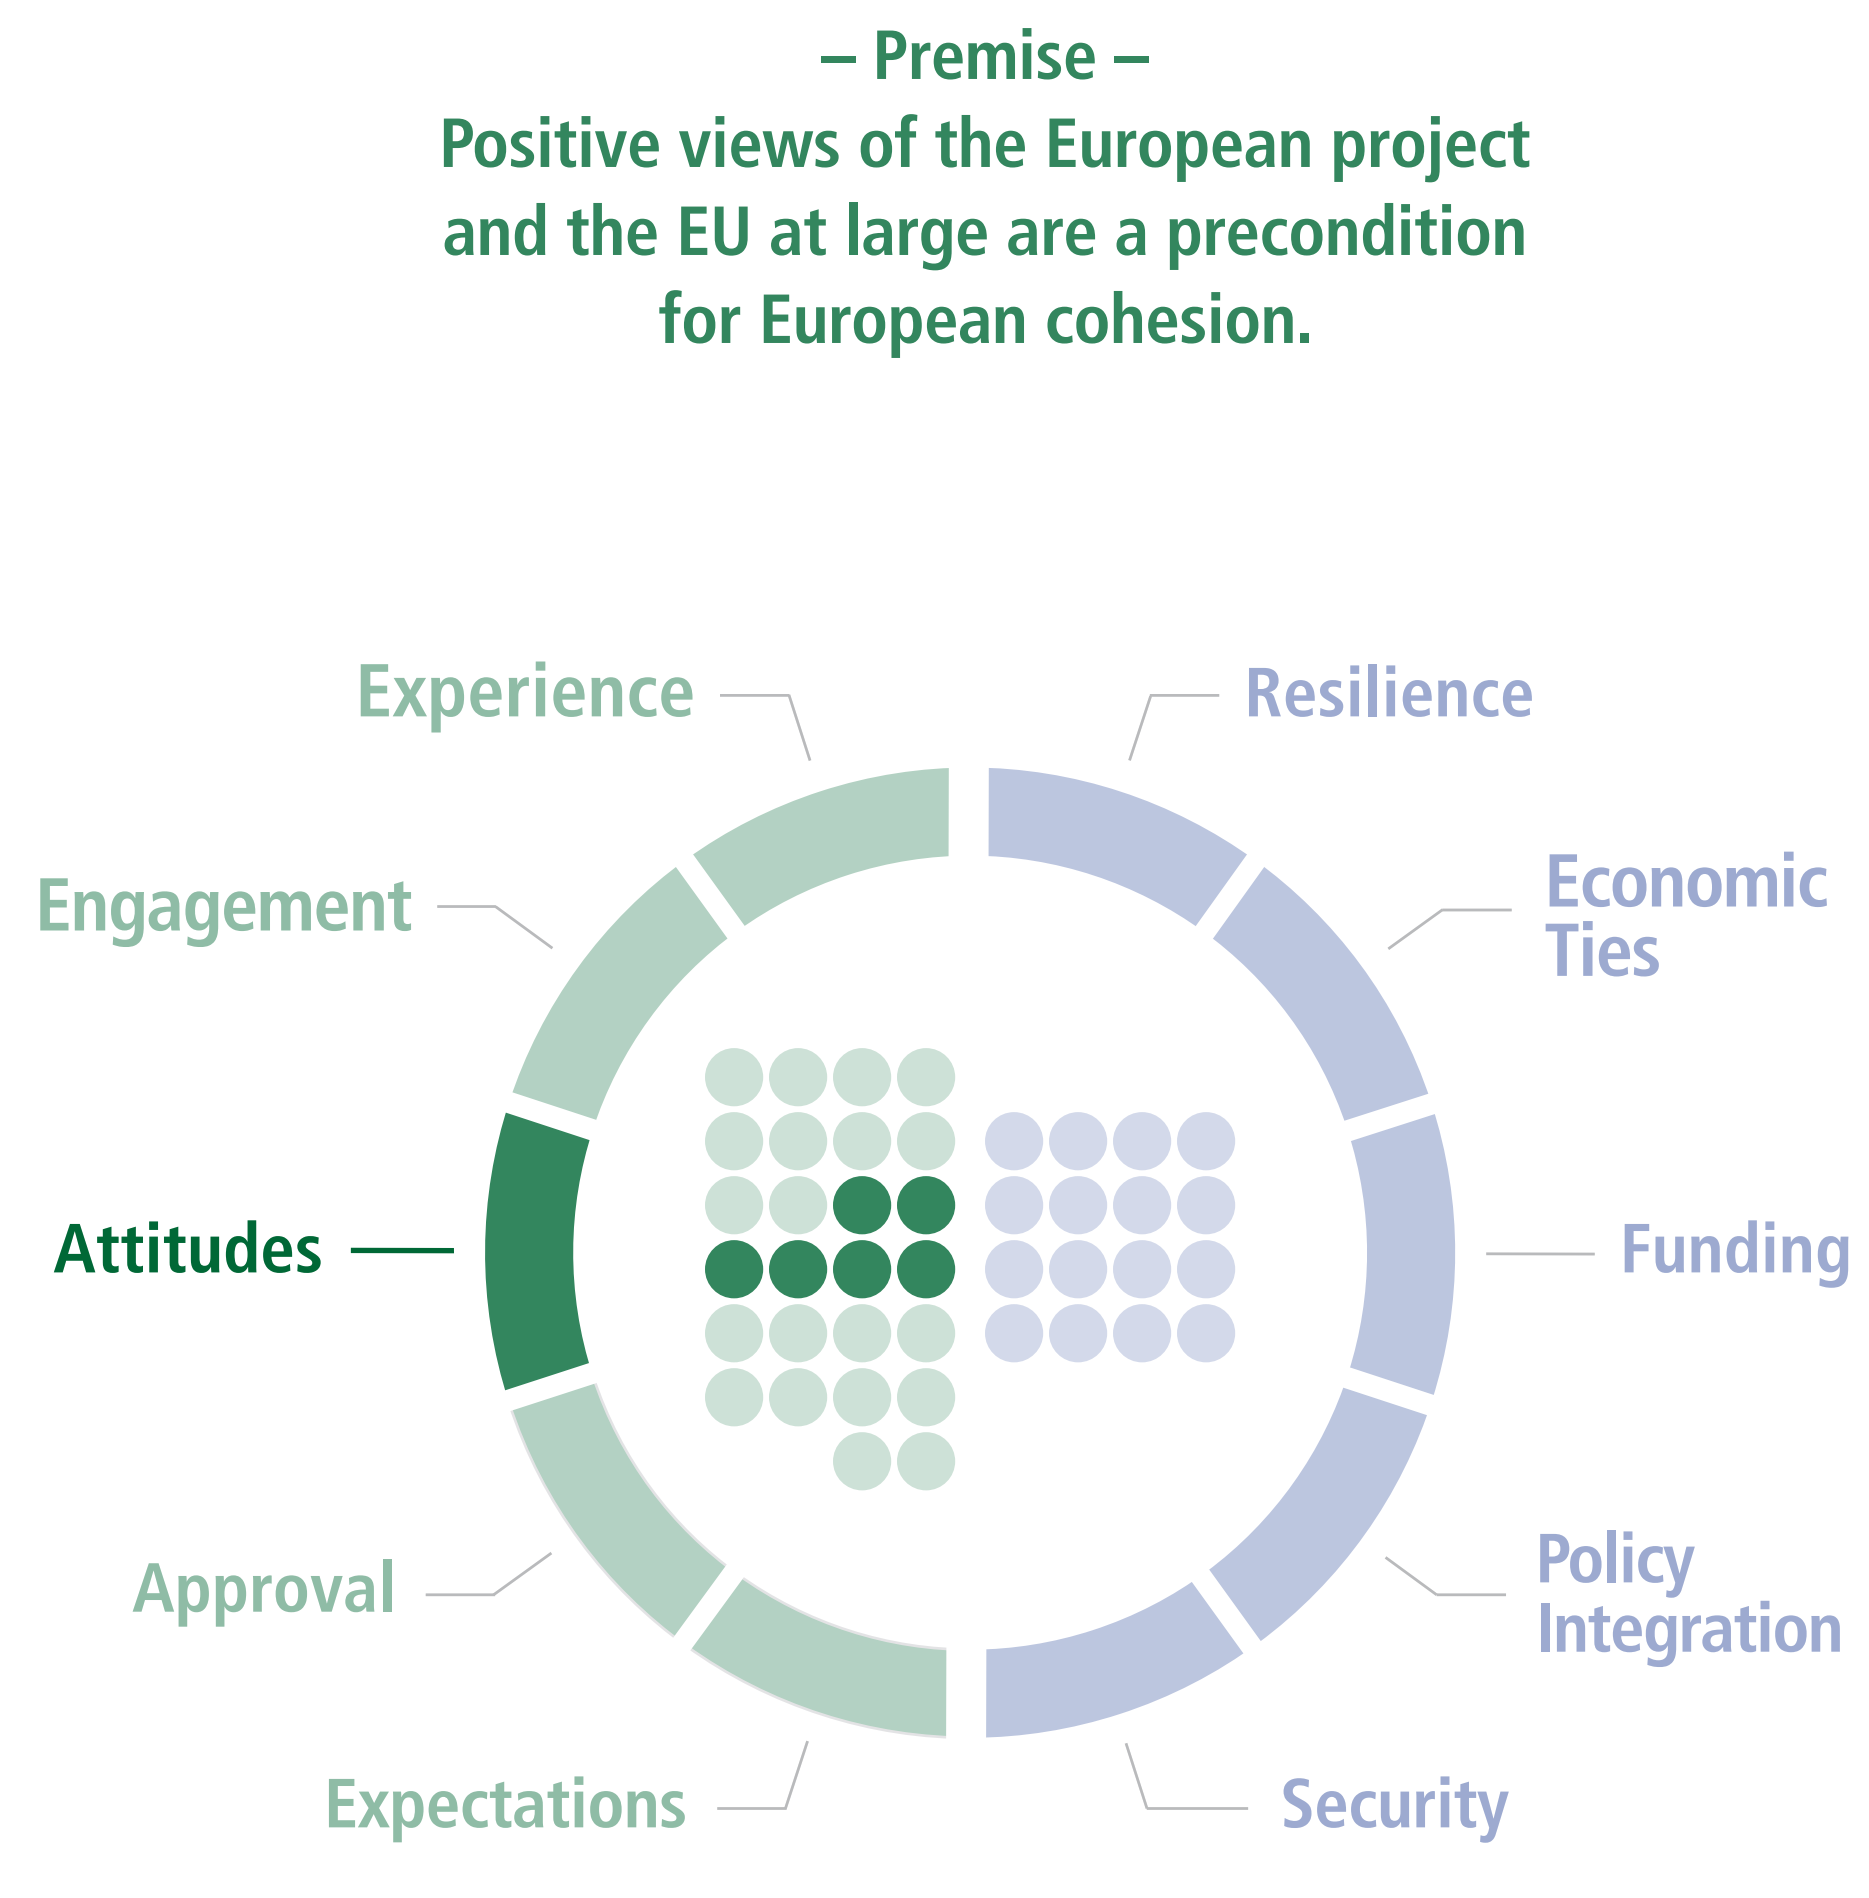 – Premise –
Positive views of the European project
and the EU at large are a precondition
for European cohesion.
Experience
Resilience
Engagement
Economic
Ties
Attitudes
Funding
Approval
Policy
Integration
Expectations
Security